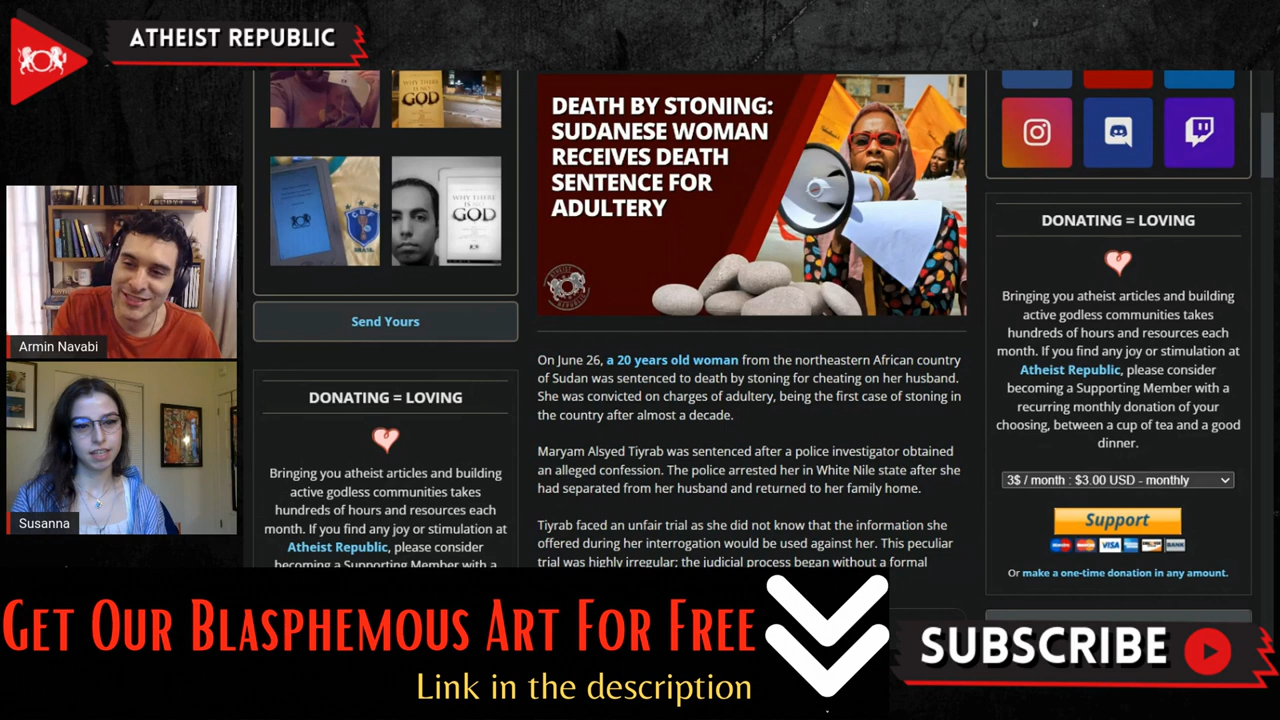 ATHEIST REPUBLIC
WHY THERE
IS NO
GOD
CBF
BRASIL
WHY THERE
IS NO
GOD
Send Yours
DONATING = LOVING
Bringing you atheist articles and building
active godless communities takes
hundreds of hours and resources each
month. If you find any joy or stimulation at
Atheist Republic, please consider
becoming a Supporting Member with a
DEATH BY STONING:
SUDANESE WOMAN
RECEIVES DEATH
SENTENCE FOR
ADULTERY
ATHEIST
REPUBLIC
On June 26, a 20 years old woman from the northeastern African country
of Sudan was sentenced to death by stoning for cheating on her husband.
She was convicted on charges of adultery, being the first case of stoning in
the country after almost a decade.
Maryam Alsyed Tiyrab was sentenced after a police investigator obtained
an alleged confession. The police arrested her in White Nile state after she
had separated from her husband and returned to her family home.
Tiyrab faced an unfair trial as she did not know that the information she
offered during her interrogation would be used against her. This peculiar
trial was highly irregular; the judicial process began without a formal
DONATING = LOVING
Bringing you atheist articles and building
active godless communities takes
hundreds of hours and resources each
month. If you find any joy or stimulation at
Atheist Republic, please consider
becoming a Supporting Member with a
recurring monthly donation of your
choosing, between a cup of tea and a good
dinner.
3$ / month : $3.00 USD - monthly
Support
VISA
BANK
Or make a one-time donation in any amount.
Armin Navabi
Susanna
GET OUR BLASPHEMOUS ART FOR FREE
Link in the description
SUBSCRIBE